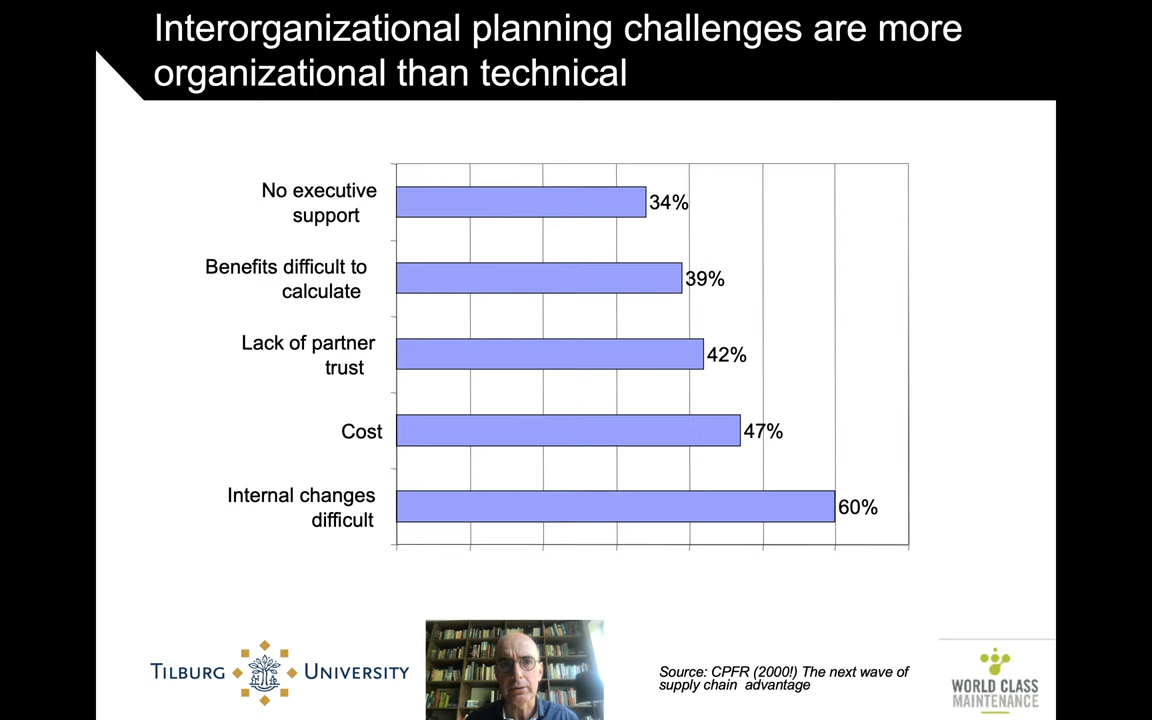 Interorganizational planning challenges are more
organizational than technical
No executive
support
34%
Benefits difficult to
calculate
39%
Lack of partner
trust
42%
Cost
47%
Internal changes
difficult
60%
TILBURG UNIVERSITY
Source: CPFR (2000!) The next wave of
supply chain advantage
WORLD CLASS
MAINTENANCE